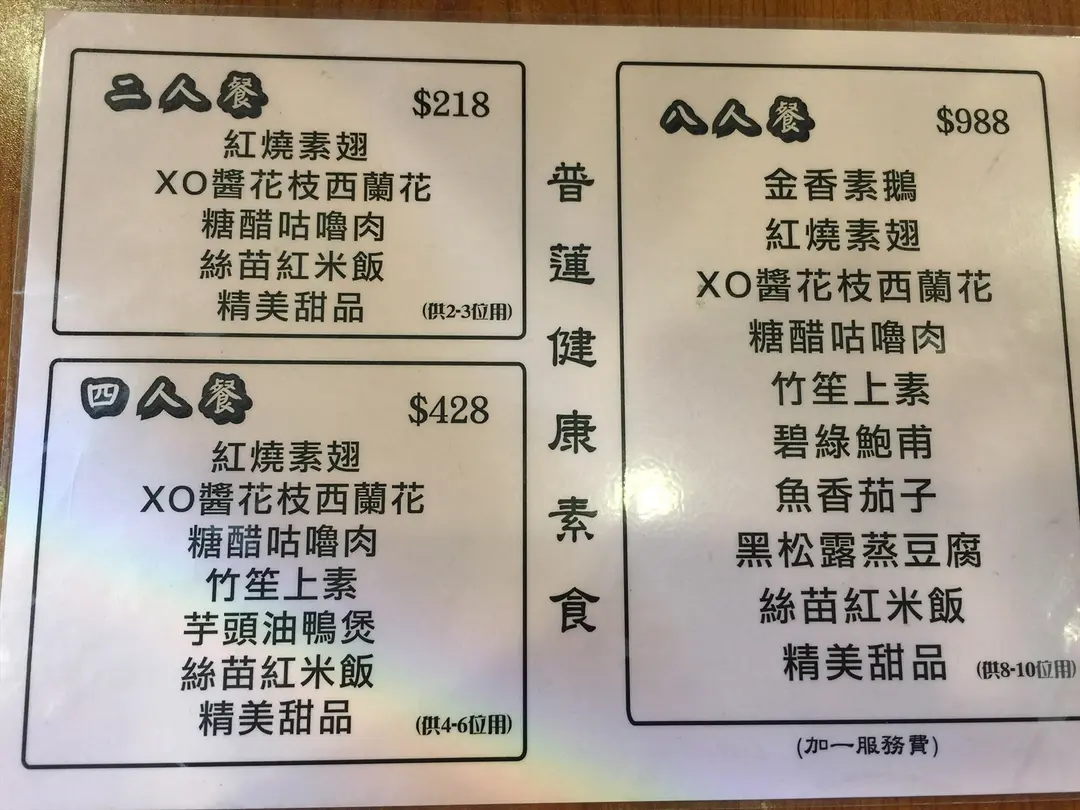 二人餐 $218
紅燒素翅
XO醬花枝西蘭花
糖醋咕嚕肉
絲苗紅米飯
精美甜品 (供2-3位用)
四人餐 $428
紅燒素翅
XO醬花枝西蘭花
糖醋咕嚕肉
竹笙上素
芋頭油鴨煲
絲苗紅米飯
精美甜品 (供4-6位用)
普蓮健康素食
八人餐 $988
金香素鵝
紅燒素翅
XO醬花枝西蘭花
糖醋咕嚕肉
竹笙上素
碧綠鮑甫
魚香茄子
黑松露蒸豆腐
絲苗紅米飯
精美甜品 (供8-10位用)
(加一服務費)